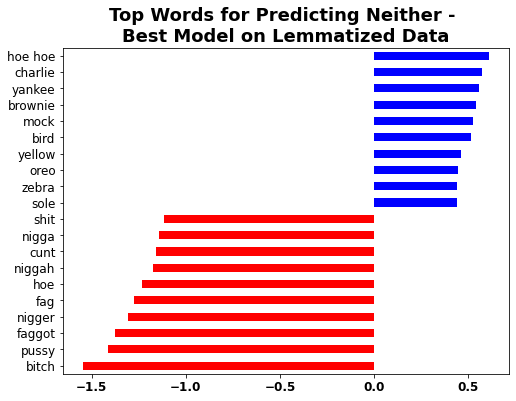 Top Words for Predicting Neither -
Best Model on Lemmatized Data
hoe hoe
charlie
yankee
brownie
mock
bird
yellow
oreo
zebra
sole
shit
nigga
cunt
niggah
hoe
fag
nigger
faggot
pussy
bitch
−1.5 −1.0 −0.5 0.0 0.5